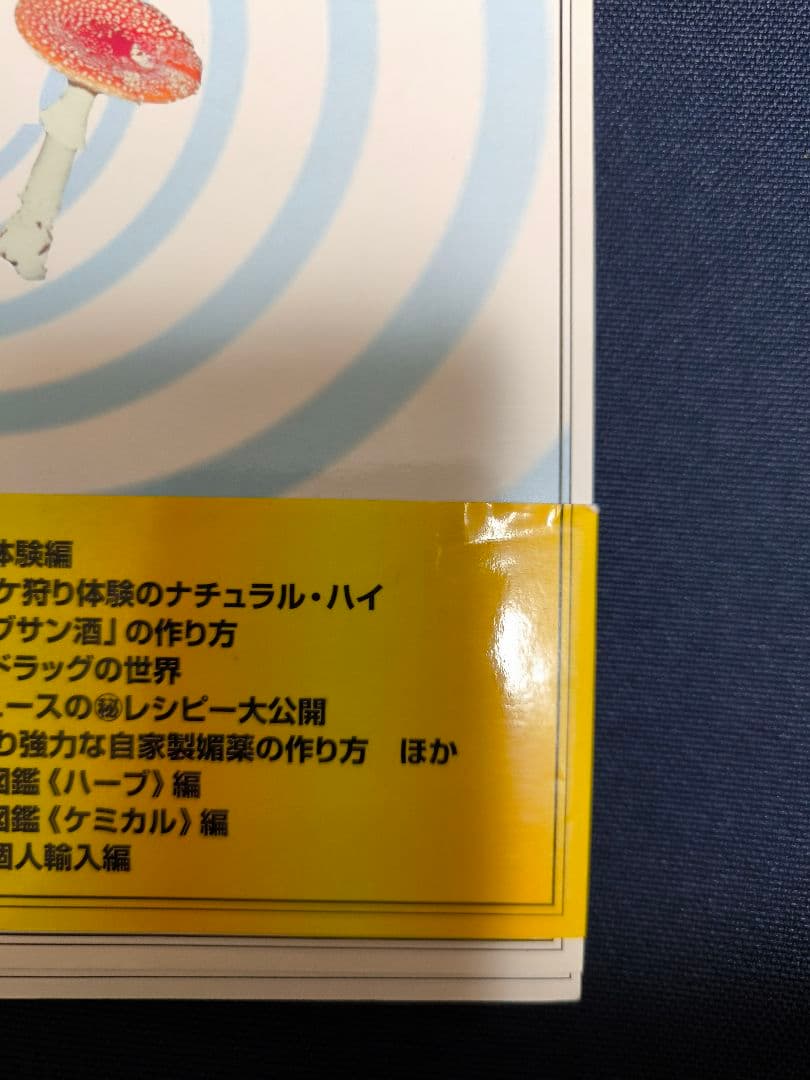 体験編
ケ狩り体験のナチュラル・ハイ
ブサン酒」の作り方
ドラッグの世界
ュースの㊙レシピー大公開
り強力な自家製媚薬の作り方　ほか
図鑑《ハーブ》編
図鑑《ケミカル》編
個人輸入編